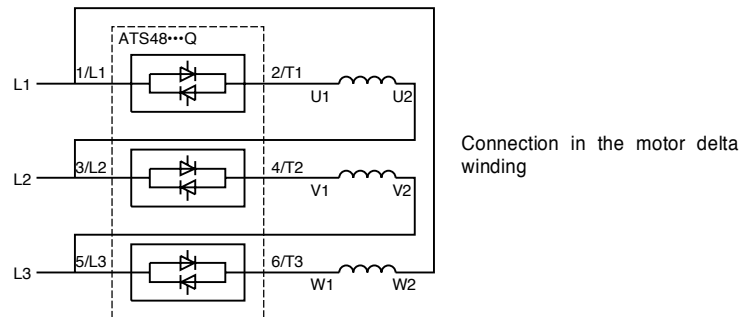 ATS48•••Q
L1 1/L1 2/T1
U1 U2
L2 3/L2 4/T2
V1 V2
L3 5/L3 6/T3
W1 W2
Connection in the motor delta
winding